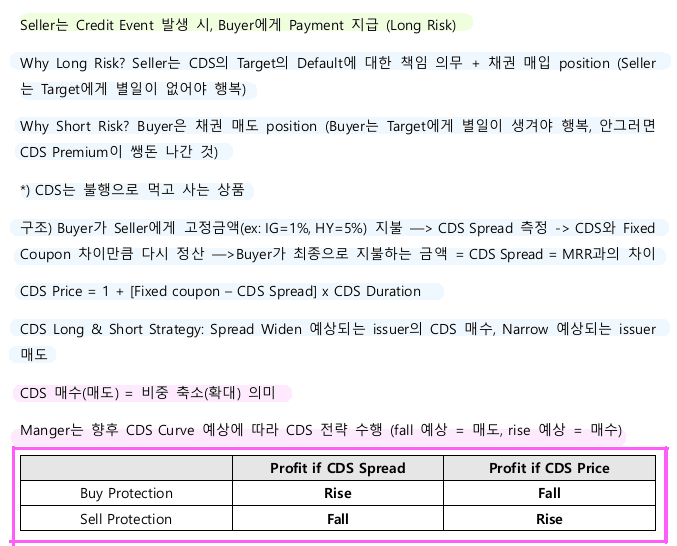 Seller는 Credit Event 발생 시, Buyer에게 Payment 지급 (Long Risk)
Why Long Risk? Seller는 CDS의 Target의 Default에 대한 책임 의무 + 채권 매입 position (Seller
는 Target에게 별일이 없어야 행복)
Why Short Risk? Buyer은 채권 매도 position (Buyer는 Target에게 별일이 생겨야 행복, 안그러면
CDS Premium이 쌩돈 나간 것)
*) CDS는 불행으로 먹고 사는 상품
구조) Buyer가 Seller에게 고정금액(ex: IG=1%, HY=5%) 지불 —> CDS Spread 측정 -> CDS와 Fixed
Coupon 차이만큼 다시 정산 —>Buyer가 최종으로 지불하는 금액 = CDS Spread = MRR과의 차이
CDS Price = 1 + [Fixed coupon – CDS Spread] x CDS Duration
CDS Long & Short Strategy: Spread Widen 예상되는 issuer의 CDS 매수, Narrow 예상되는 issuer
매도
CDS 매수(매도) = 비중 축소(확대) 의미
Manger는 향후 CDS Curve 예상에 따라 CDS 전략 수행 (fall 예상 = 매도, rise 예상 = 매수)
Profit if CDS Spread Profit if CDS Price
Buy Protection Rise Fall
Sell Protection Fall Rise